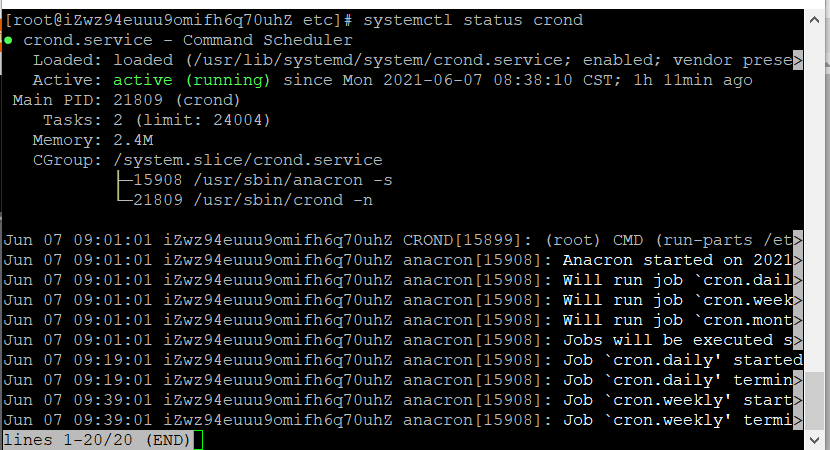 [root@iZwz94euuu9omifh6q70uhZ etc]# systemctl status crond
● crond.service - Command Scheduler
   Loaded: loaded (/usr/lib/systemd/system/crond.service; enabled; vendor prese>
   Active: active (running) since Mon 2021-06-07 08:38:10 CST; 1h 11min ago
 Main PID: 21809 (crond)
    Tasks: 2 (limit: 24004)
   Memory: 2.4M
   CGroup: /system.slice/crond.service
           ├─15908 /usr/sbin/anacron -s
           └─21809 /usr/sbin/crond -n
Jun 07 09:01:01 iZwz94euuu9omifh6q70uhZ CROND[15899]: (root) CMD (run-parts /et>
Jun 07 09:01:01 iZwz94euuu9omifh6q70uhZ anacron[15908]: Anacron started on 2021>
Jun 07 09:01:01 iZwz94euuu9omifh6q70uhZ anacron[15908]: Will run job `cron.dail>
Jun 07 09:01:01 iZwz94euuu9omifh6q70uhZ anacron[15908]: Will run job `cron.week>
Jun 07 09:01:01 iZwz94euuu9omifh6q70uhZ anacron[15908]: Will run job `cron.mont>
Jun 07 09:01:01 iZwz94euuu9omifh6q70uhZ anacron[15908]: Jobs will be executed s>
Jun 07 09:19:01 iZwz94euuu9omifh6q70uhZ anacron[15908]: Job `cron.daily' started
Jun 07 09:19:01 iZwz94euuu9omifh6q70uhZ anacron[15908]: Job `cron.daily' termin>
Jun 07 09:39:01 iZwz94euuu9omifh6q70uhZ anacron[15908]: Job `cron.weekly' start>
Jun 07 09:39:01 iZwz94euuu9omifh6q70uhZ anacron[15908]: Job `cron.weekly' termi>
lines 1-20/20 (END)